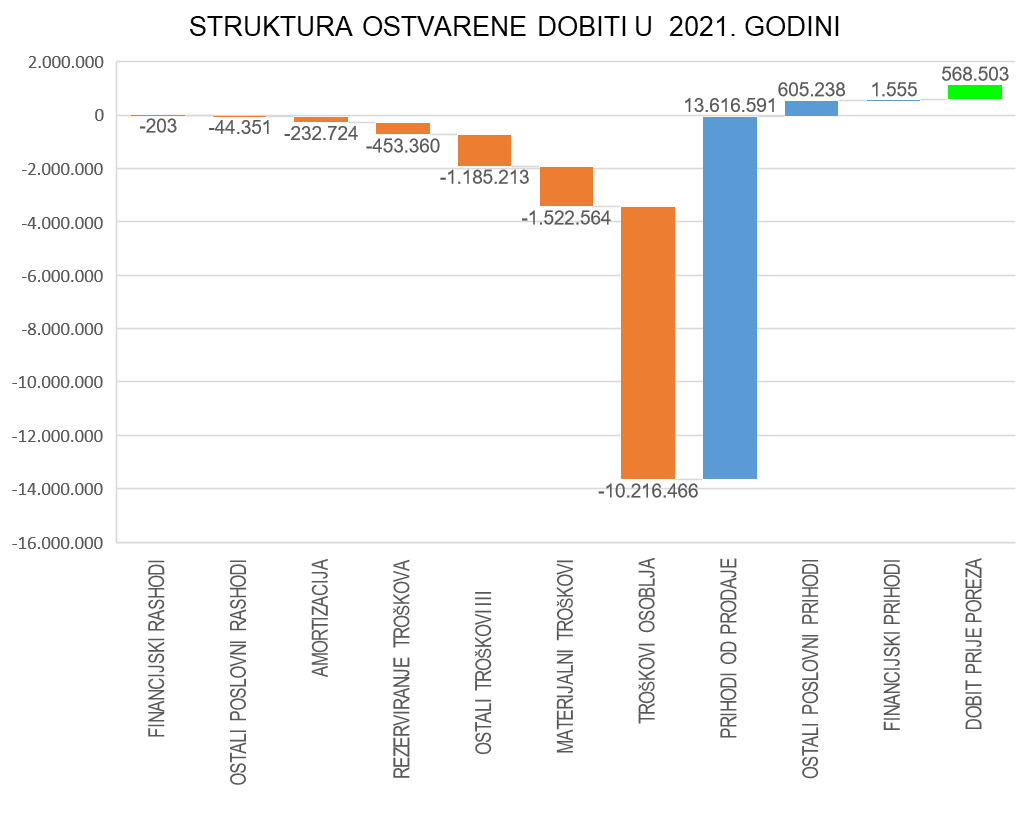 STRUKTURA OSTVARENE DOBITI U 2021. GODINI
2.000.000
0
-2.000.000
-4.000.000
-6.000.000
-8.000.000
-10.000.000
-12.000.000
-14.000.000
-16.000.000
-203
-44.351
-232.724
-453.360
-1.185.213
-1.522.564
-10.216.466
13.616.591
605.238
1.555
568.503
FINANCIJSKI RASHODI
OSTALI POSLOVNI RASHODI
AMORTIZACIJA
REZERVIRANJE TROŠKOVA
OSTALI TROŠKOVIIII
MATERIJALNI TROŠKOVI
TROŠKOVI OSOBLJA
PRIHODI OD PRODAJE
OSTALI POSLOVNI PRIHODI
FINANCIJSKI PRIHODI
DOBIT PRIJE POREZA